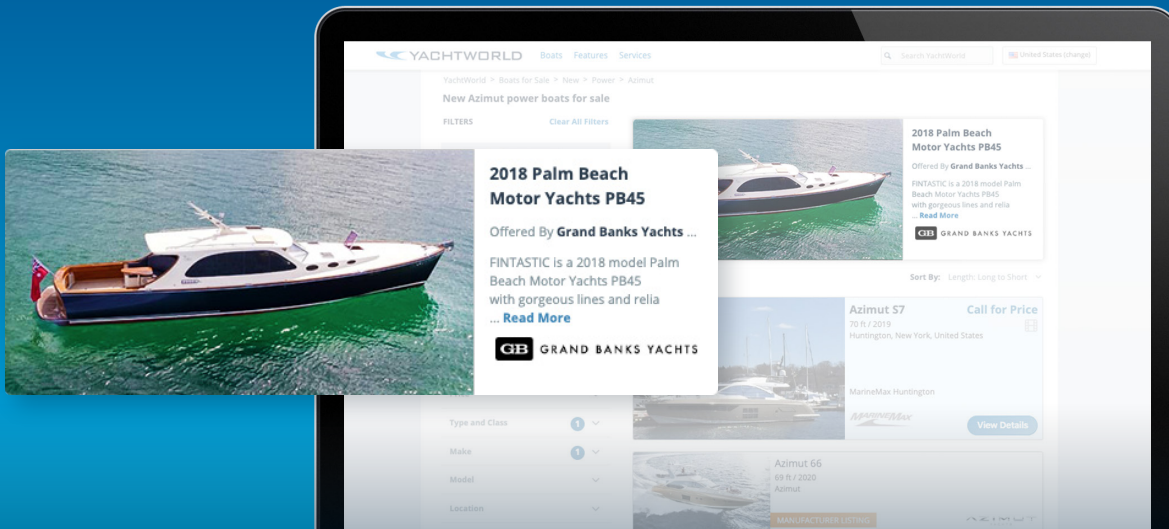 YACHTWORLD
Boats Features Services
Search YachtWorld
United States (change)
YachtWorld > Boats for Sale > New > Power > Azimut
New Azimut power boats for sale
FILTERS
Clear All Filters
2018 Palm Beach
Motor Yachts PB45
Offered By Grand Banks Yachts ...
FINTASTIC is a 2018 model Palm
Beach Motor Yachts PB45
with gorgeous lines and relia
... Read More
GB GRAND BANKS YACHTS
2018 Palm Beach
Motor Yachts PB45
Offered By Grand Banks Yachts ...
FINTASTIC is a 2018 model Palm
Beach Motor Yachts PB45
with gorgeous lines and relia
... Read More
GB GRAND BANKS YACHTS
Sort By: Length: Long to Short
Azimut S7
Call for Price
70 ft / 2019
Huntington, New York, United States
MarineMax Huntington
MARINEMAX
View Details
Type and Class
1
Make
1
Model
Location
Azimut 66
69 ft / 2020
Azimut
MANUFACTURER LISTING
AZIMUT